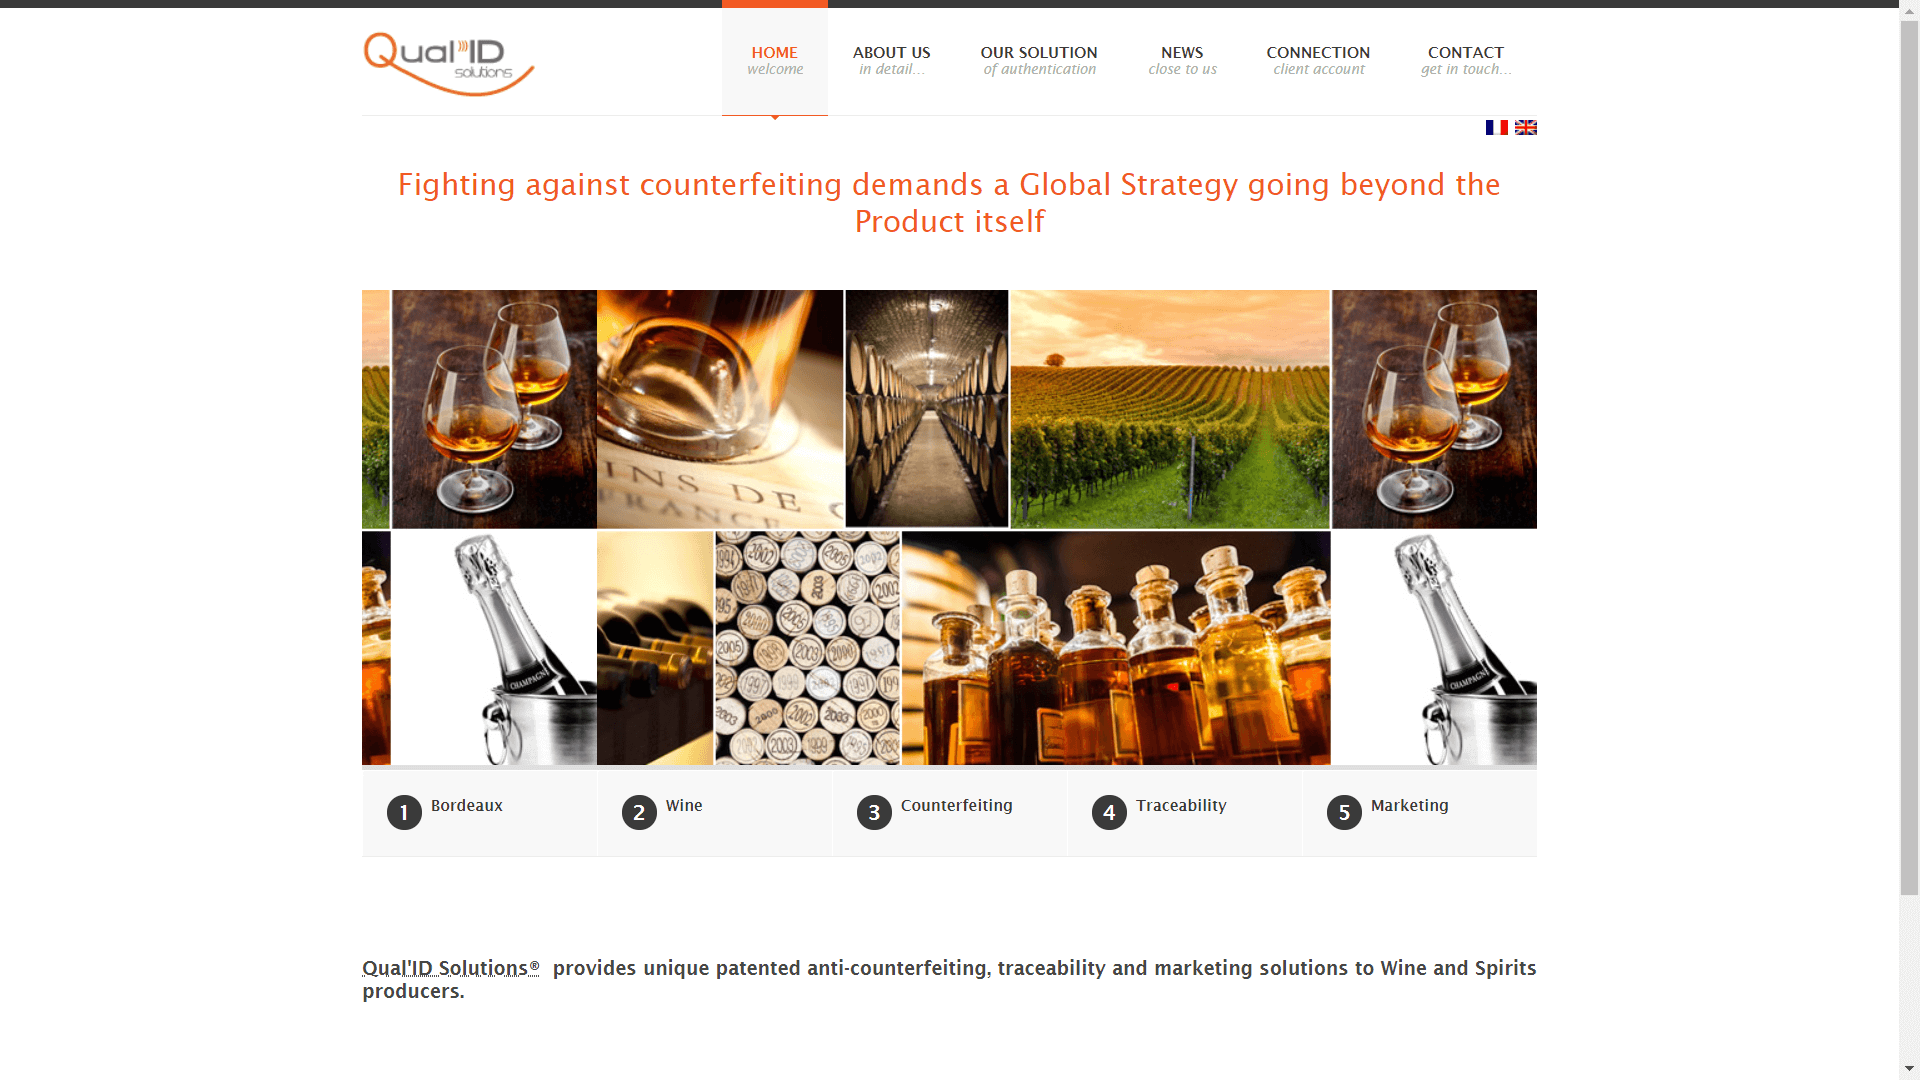 Qual'ID
solutions
HOME
welcome
ABOUT US
in detail...
OUR SOLUTION
of authentication
NEWS
close to us
CONNECTION
client account
CONTACT
get in touch...
Fighting against counterfeiting demands a Global Strategy going beyond the
Product itself
INS DE
FRANCE
CHAMPAGNE
CHAMPAGNE
1 Bordeaux
2 Wine
3 Counterfeiting
4 Traceability
5 Marketing
Qual'ID Solutions® provides unique patented anti-counterfeiting, traceability and marketing solutions to Wine and Spirits
producers.